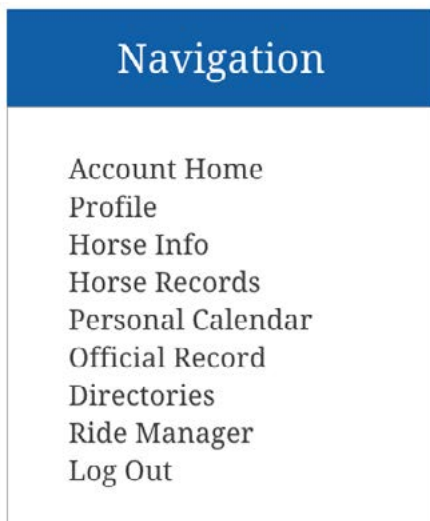 Navigation
Account Home
Profile
Horse Info
Horse Records
Personal Calendar
Official Record
Directories
Ride Manager
Log Out